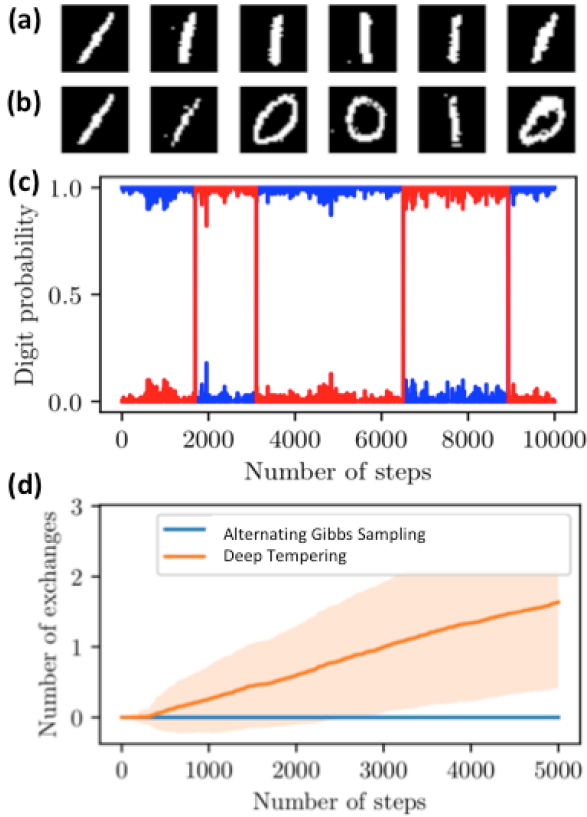 (a)
(b)
(c)
1.0
0.5
0.0
Digit probability
0 2000 4000 6000 8000 10000
Number of steps
(d)
3
2
1
0
Number of exchanges
Alternating Gibbs Sampling
Deep Tempering
0 1000 2000 3000 4000 5000
Number of steps